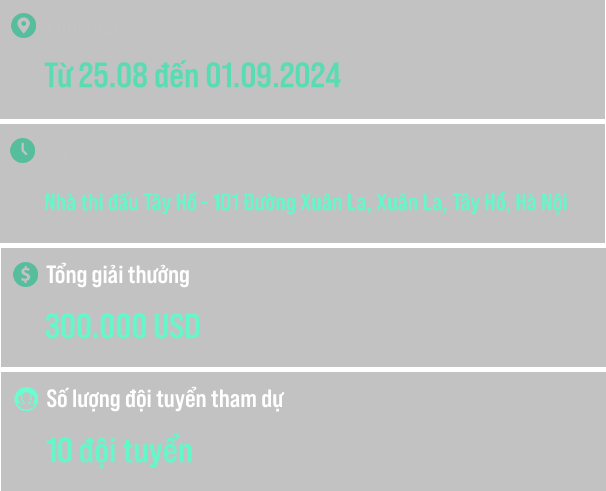 Từ 25.08 đến 01.09.2024
Nhà thi đấu Tây Hồ - 101 Đường Xuân La, Xuân La, Tây Hồ, Hà Nội
Tổng giải thưởng
300.000 USD
Số lượng đội tuyển tham dự
10 đội tuyển